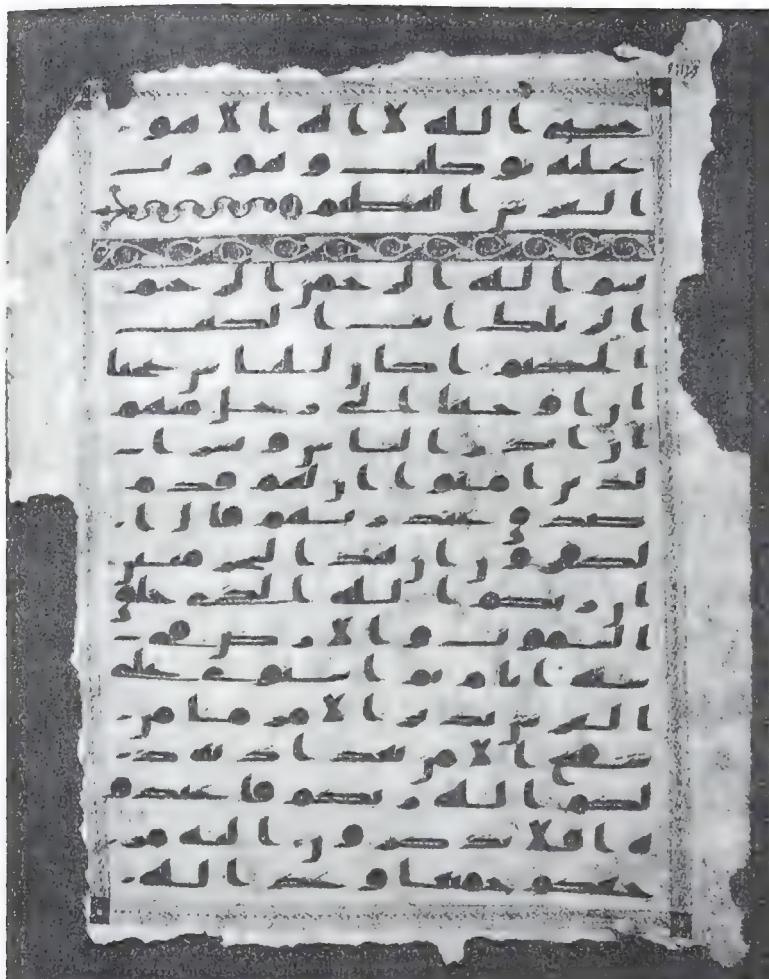 حسبي الله لا اله الا هو
عليه توكلت وهو رب
العرش العظيم
بسم الله الرحمن الرحيم
الر تلك ايت الكتب
الحكيم اكان للناس عجبا
ان اوحينا الى رجل منهم
ان انذر الناس وبشر ا
لذين امنوا ان لهم قدم
صدق عند ربهم قال ا
لكفرون ان هذا لسحر مبين
ان ربكم الله الذي خلق
السموت والارض في
ستة ايام ثم استوى على
العرش يدبر الامر ما من
شفيع الا من بعد اذنه ذ
لكم الله ربكم فاعبدو
ه افلا تذكرون اليه مر
جعكم جميعا وعد الله